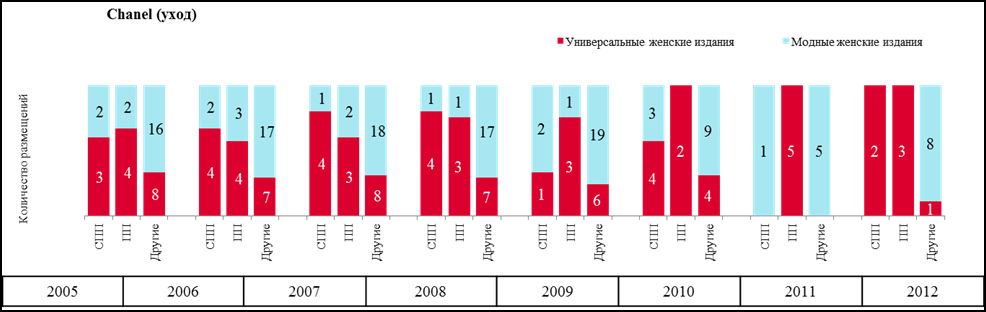 Chanel (уход)
Универсальные женские издания
Модные женские издания
Количество размещений
2 2 16 2 3 17 1 2 18 1 1 17 2 1 19 3 9 1 5 8
3 4 8 4 4 7 4 3 8 4 3 7 1 3 6 4 2 4 5 2 3 1
СПП ПП Другие СПП ПП Другие СПП ПП Другие СПП ПП Другие СПП ПП Другие СПП ПП Другие СПП ПП Другие СПП ПП Другие
2005 2006 2007 2008 2009 2010 2011 2012